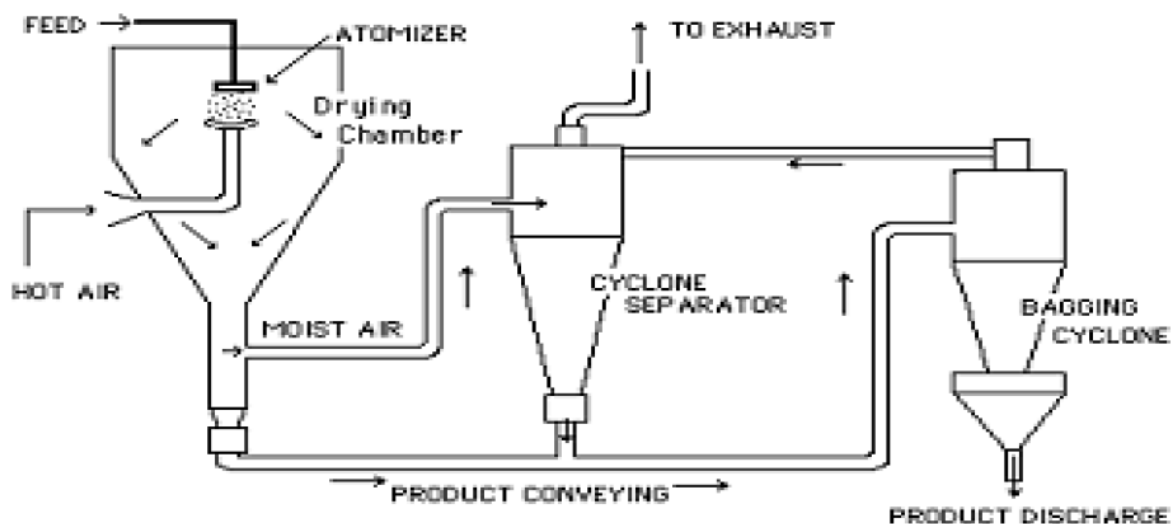 FEED
ATOMIZER
TO EXHAUST
Drying
Chamber
HOT AIR
CYCLONE
SEPARATOR
MOIST AIR
BAGGING
CYCLONE
PRODUCT CONVEYING
PRODUCT DISCHARGE